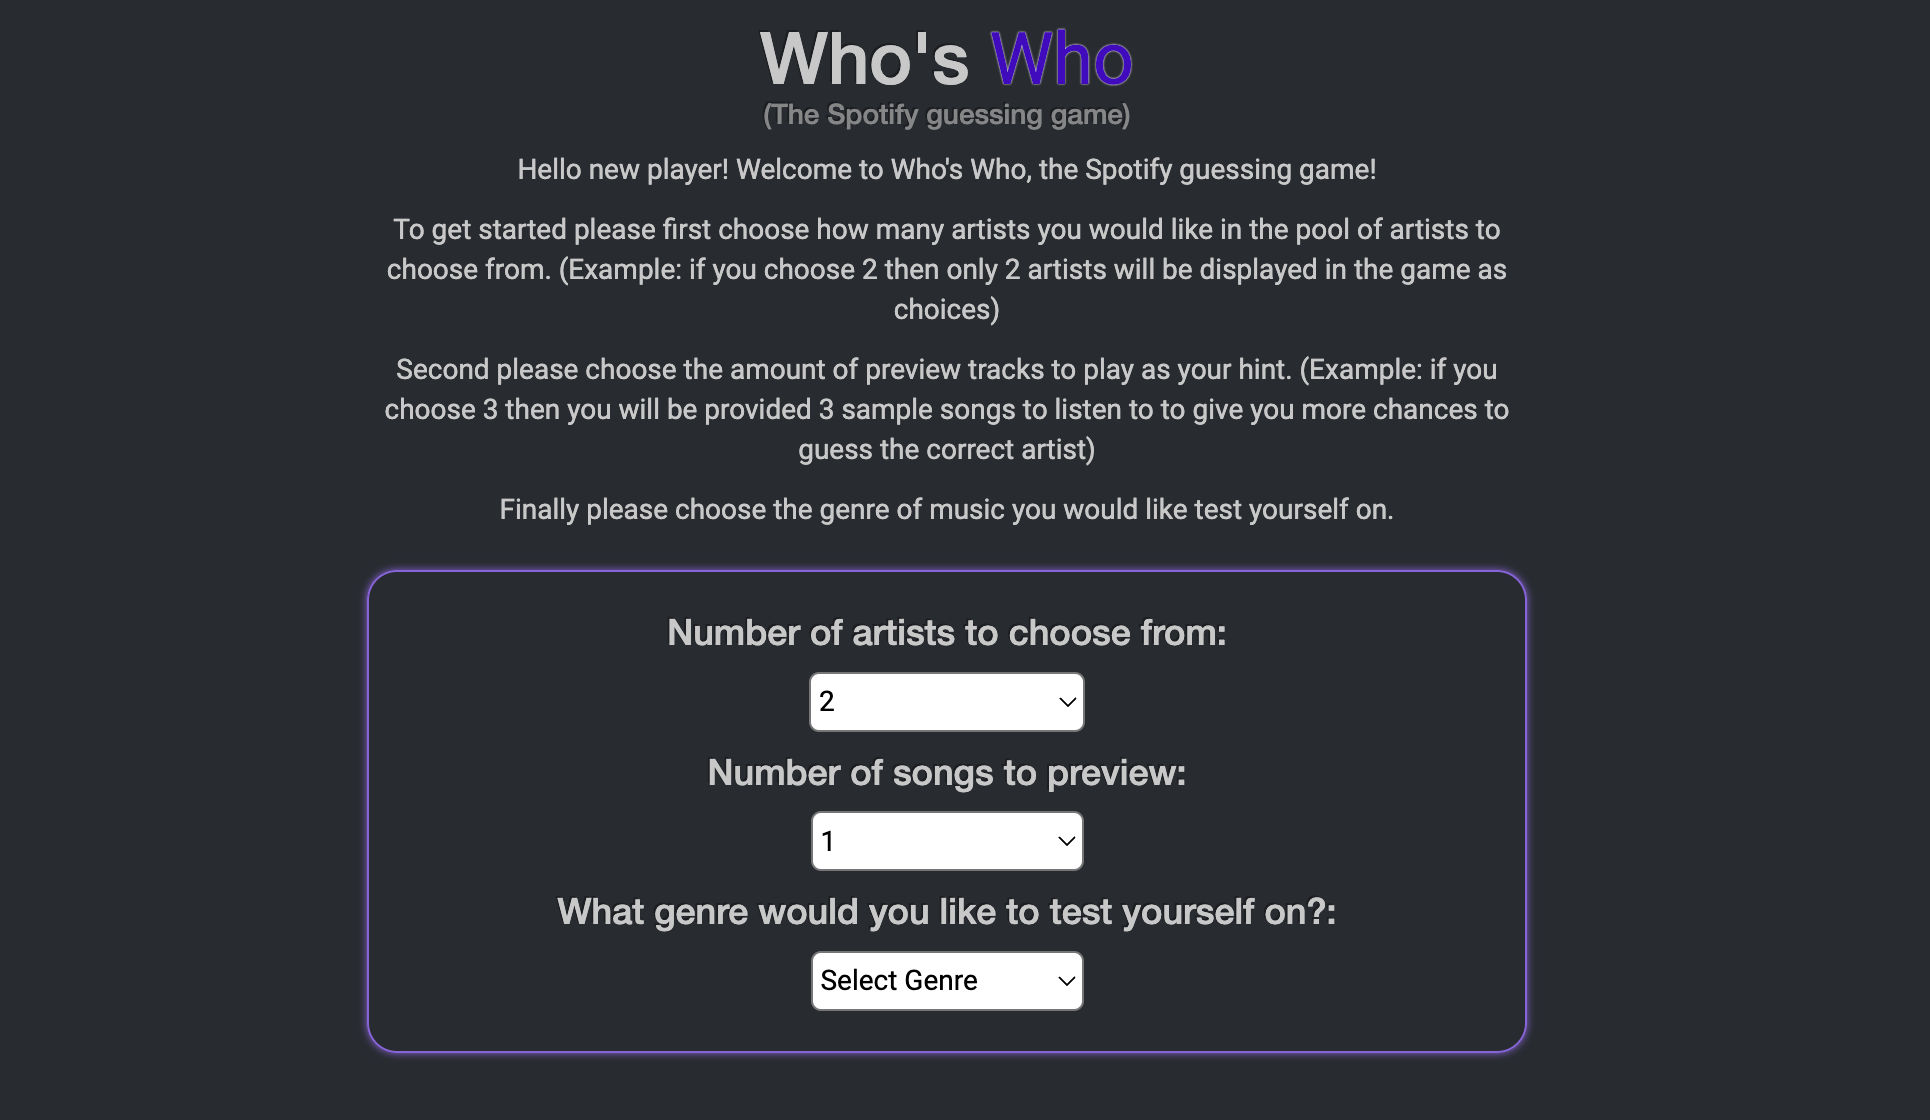 Who's Who
(The Spotify guessing game)
Hello new player! Welcome to Who's Who, the Spotify guessing game!
To get started please first choose how many artists you would like in the pool of artists to
choose from. (Example: if you choose 2 then only 2 artists will be displayed in the game as
choices)
Second please choose the amount of preview tracks to play as your hint. (Example: if you
choose 3 then you will be provided 3 sample songs to listen to to give you more chances to
guess the correct artist)
Finally please choose the genre of music you would like test yourself on.
Number of artists to choose from:
2
Number of songs to preview:
1
What genre would you like to test yourself on?:
Select Genre